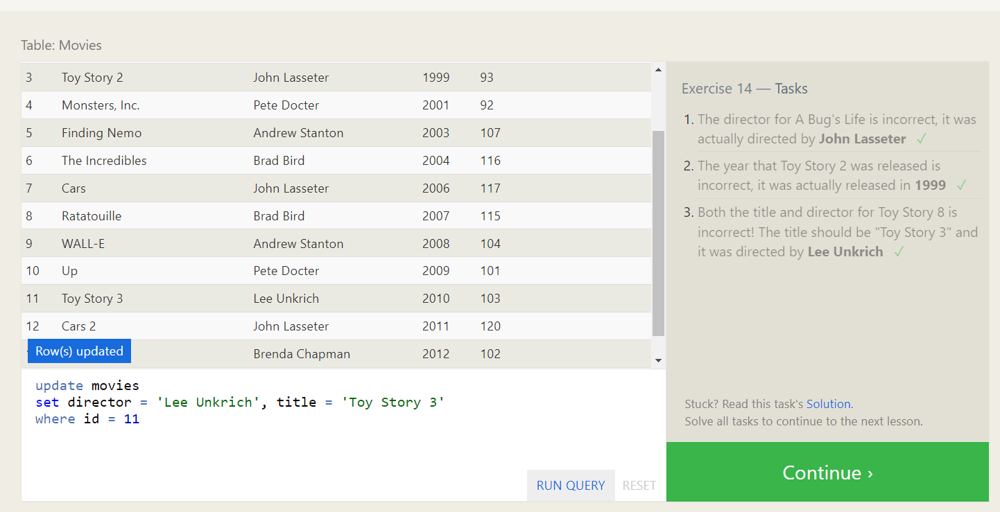 Table: Movies
3 Toy Story 2 John Lasseter 1999 93
4 Monsters, Inc. Pete Docter 2001 92
5 Finding Nemo Andrew Stanton 2003 107
6 The Incredibles Brad Bird 2004 116
7 Cars John Lasseter 2006 117
8 Ratatouille Brad Bird 2007 115
9 WALL-E Andrew Stanton 2008 104
10 Up Pete Docter 2009 101
11 Toy Story 3 Lee Unkrich 2010 103
12 Cars 2 John Lasseter 2011 120
Brenda Chapman 2012 102
Row(s) updated
update movies
set director = 'Lee Unkrich', title = 'Toy Story 3'
where id = 11
RUN QUERY RESET
Exercise 14 — Tasks
1. The director for A Bug's Life is incorrect, it was
actually directed by John Lasseter ✓
2. The year that Toy Story 2 was released is
incorrect, it was actually released in 1999 ✓
3. Both the title and director for Toy Story 8 is
incorrect! The title should be "Toy Story 3" and
it was directed by Lee Unkrich ✓
Stuck? Read this task's Solution.
Solve all tasks to continue to the next lesson.
Continue ›